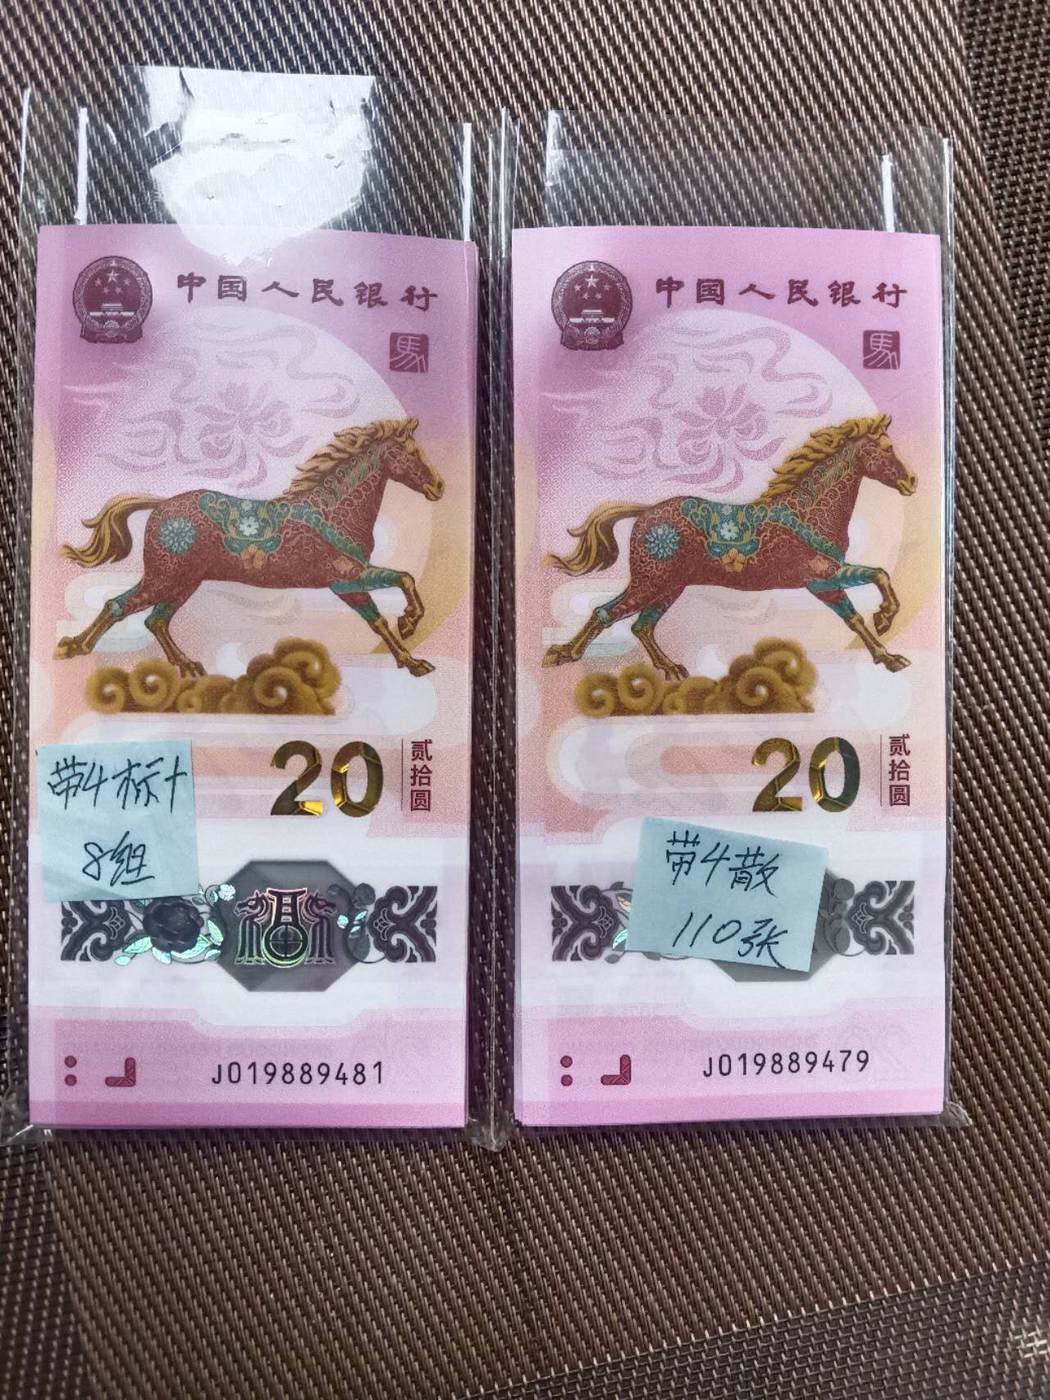 中国人民银行
馬
20
贰拾圆
带4标十
8组
福
J019889481
中国人民银行
馬
20
贰拾圆
带4散
110张
J019889479